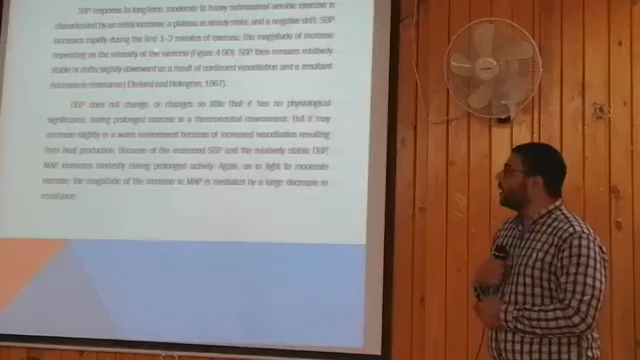 SBP response to long-term, moderate to heavy submaximal aerobic exercise is
characterized by an initial increase, a plateau at steady state, and a negative drift. SBP
increases rapidly during the first 1-2 minutes of exercise, the magnitude of increase
depending on the intensity of the exercise (Figure 4.9D). SBP then remains relatively
stable or drifts slightly downward as a result of continued vasodilation and a resultant
decrease in resistance ( Ekelund and Holmgren, 1967).
DBP does not change, or changes so little that it has no physiological
significance, during prolonged exercise in a thermoneutral environment. But it may
decrease slightly in a warm environment because of increased vasodilation resulting
from heat production. Because of the increased SBP and the relatively stable DBP,
MAP increases modestly during prolonged activity. Again, as in light to moderate
exercise, the magnitude of the increase in MAP is mediated by a large decrease in
resistance